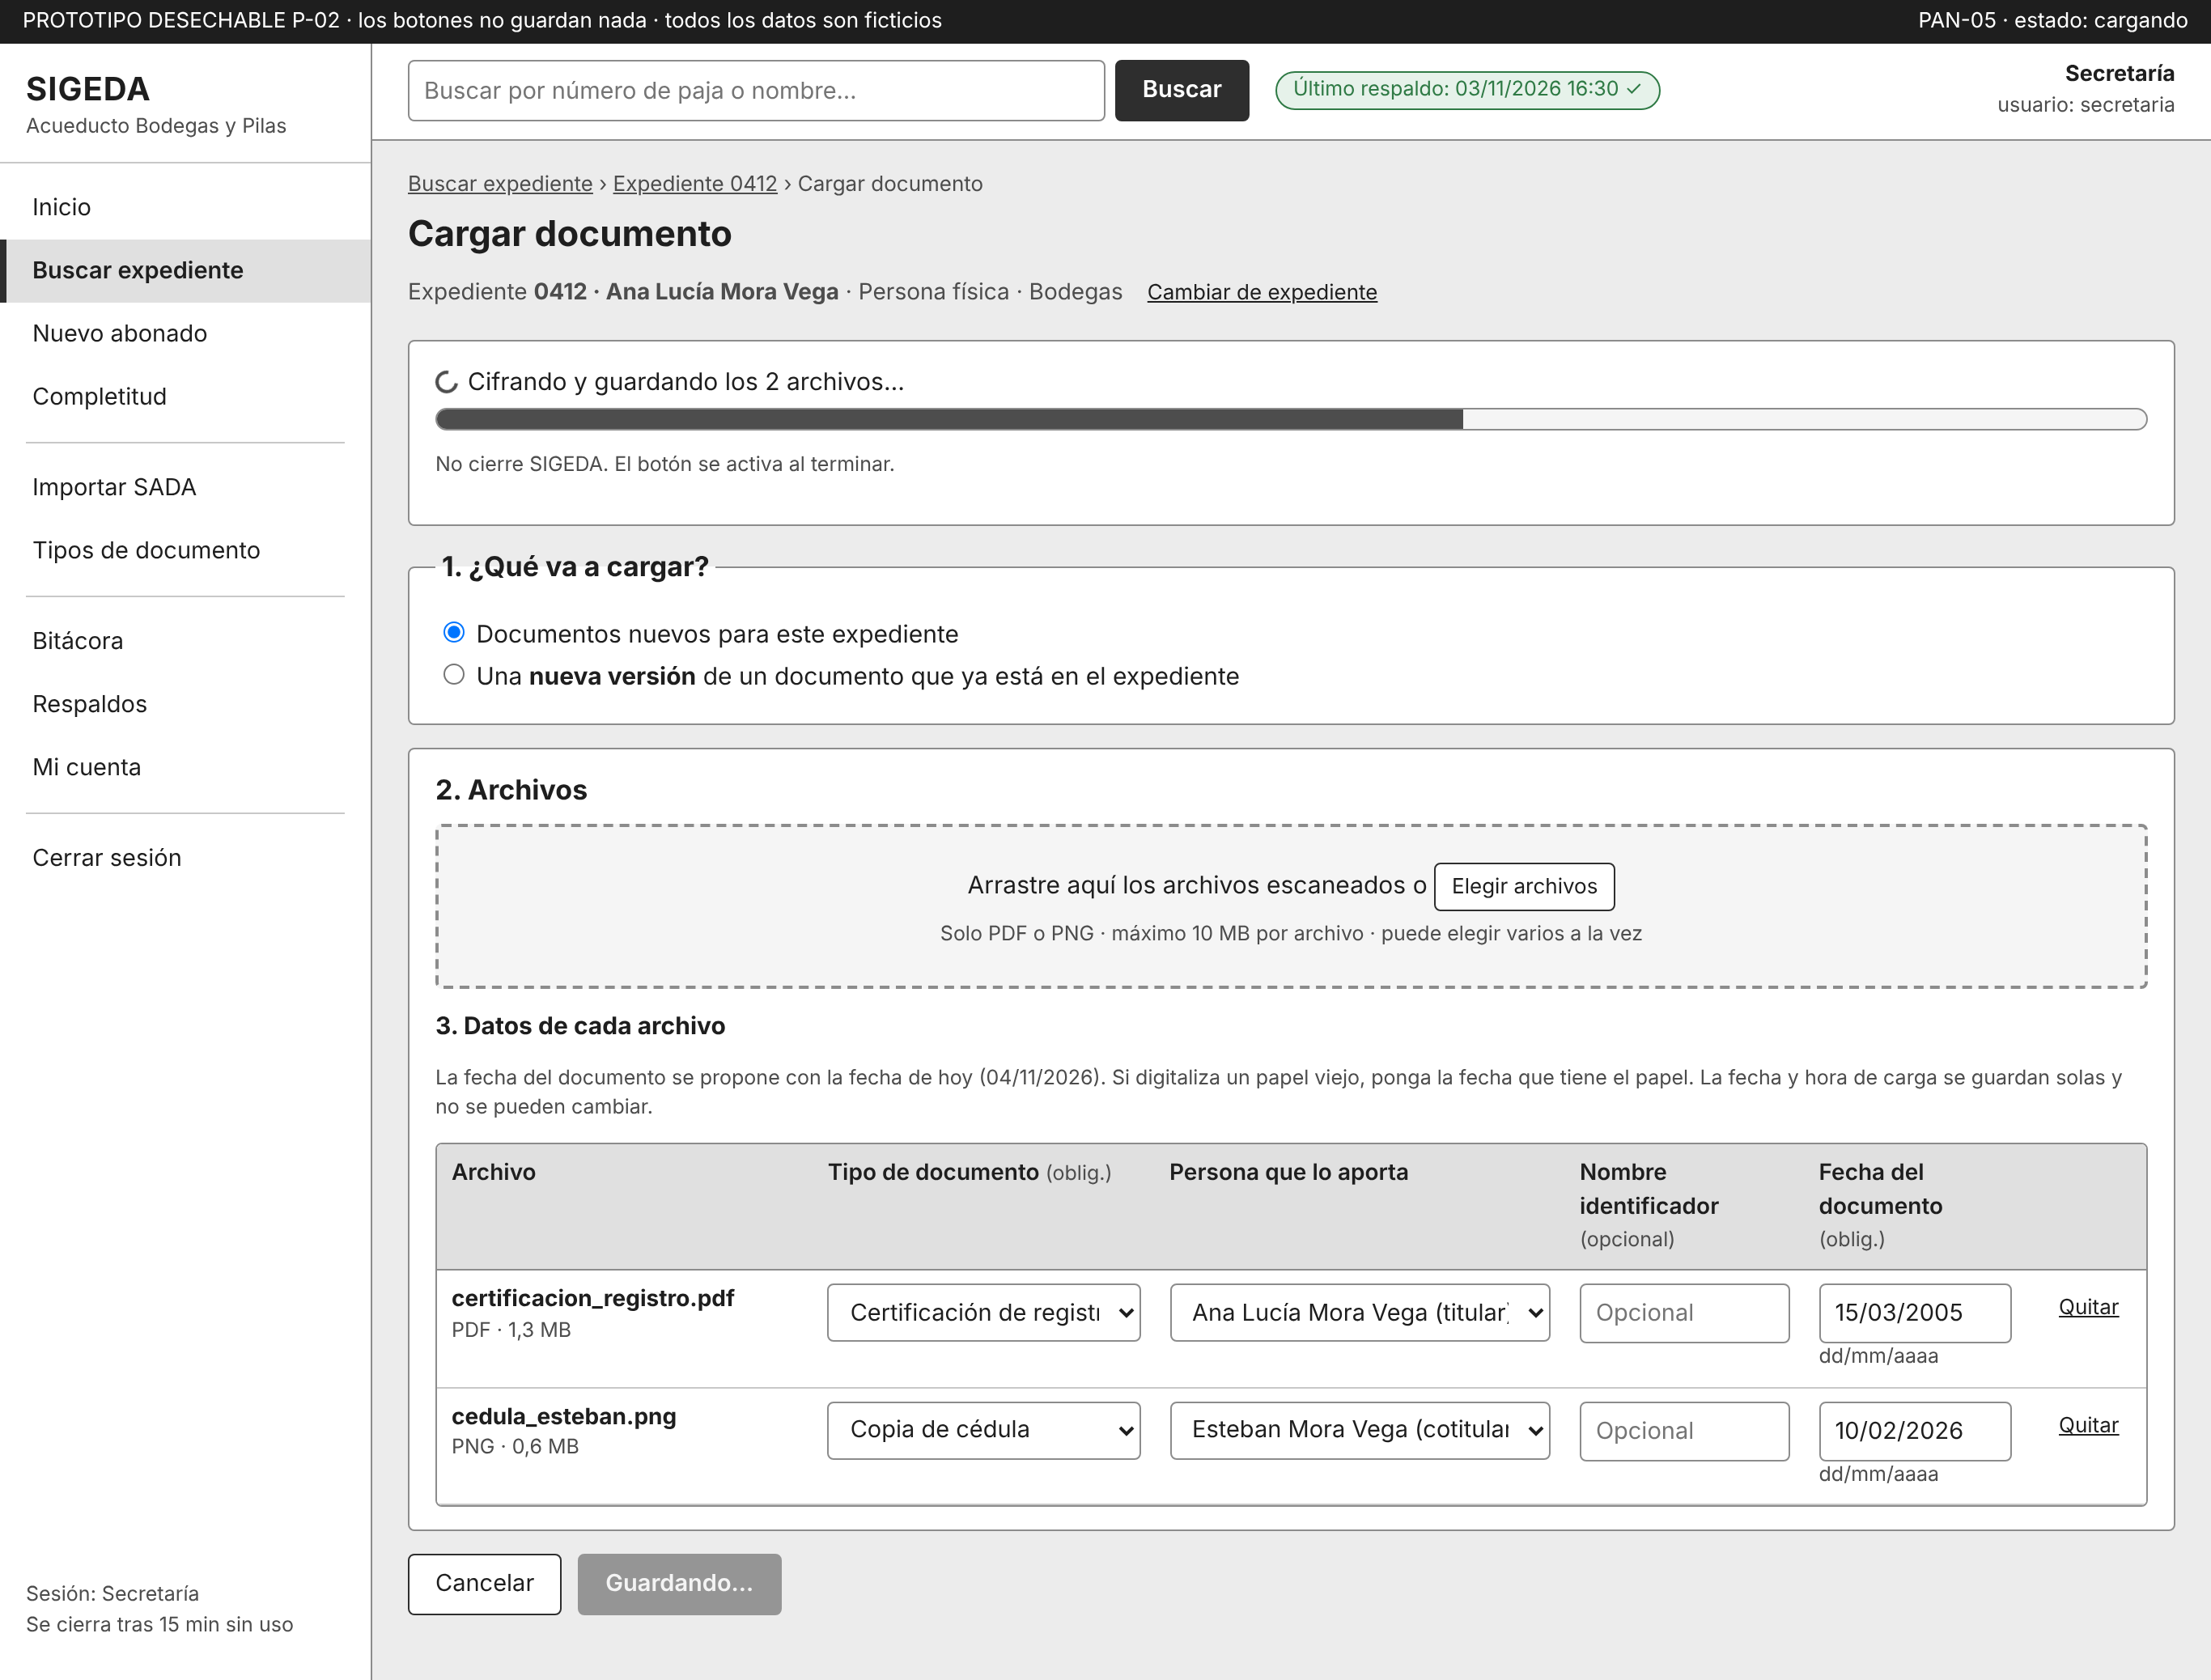 PROTOTIPO DESECHABLE P-02 · los botones no guardan nada · todos los datos son ficticios
PAN-05 · estado: cargando
SIGEDA
Acueducto Bodegas y Pilas
Inicio
Buscar expediente
Nuevo abonado
Completitud
Importar SADA
Tipos de documento
Bitácora
Respaldos
Mi cuenta
Cerrar sesión
Sesión: Secretaría
Se cierra tras 15 min sin uso
Buscar por número de paja o nombre...
Buscar
Último respaldo: 03/11/2026 16:30 ✓
Secretaría
usuario: secretaria
Buscar expediente › Expediente 0412 › Cargar documento
Cargar documento
Expediente 0412 · Ana Lucía Mora Vega · Persona física · Bodegas Cambiar de expediente
Cifrando y guardando los 2 archivos...
No cierre SIGEDA. El botón se activa al terminar.
1. ¿Qué va a cargar?
Documentos nuevos para este expediente
Una nueva versión de un documento que ya está en el expediente
2. Archivos
Arrastre aquí los archivos escaneados o Elegir archivos
Solo PDF o PNG · máximo 10 MB por archivo · puede elegir varios a la vez
3. Datos de cada archivo
La fecha del documento se propone con la fecha de hoy (04/11/2026). Si digitaliza un papel viejo, ponga la fecha que tiene el papel. La fecha y hora de carga se guardan solas y
no se pueden cambiar.
Archivo
Tipo de documento (oblig.)
Persona que lo aporta
Nombre
identificador
(opcional)
Fecha del
documento
(oblig.)
certificacion_registro.pdf
PDF · 1,3 MB
Certificación de registr
Ana Lucía Mora Vega (titular)
Opcional
15/03/2005
dd/mm/aaaa
Quitar
cedula_esteban.png
PNG · 0,6 MB
Copia de cédula
Esteban Mora Vega (cotitular
Opcional
10/02/2026
dd/mm/aaaa
Quitar
Cancelar
Guardando...